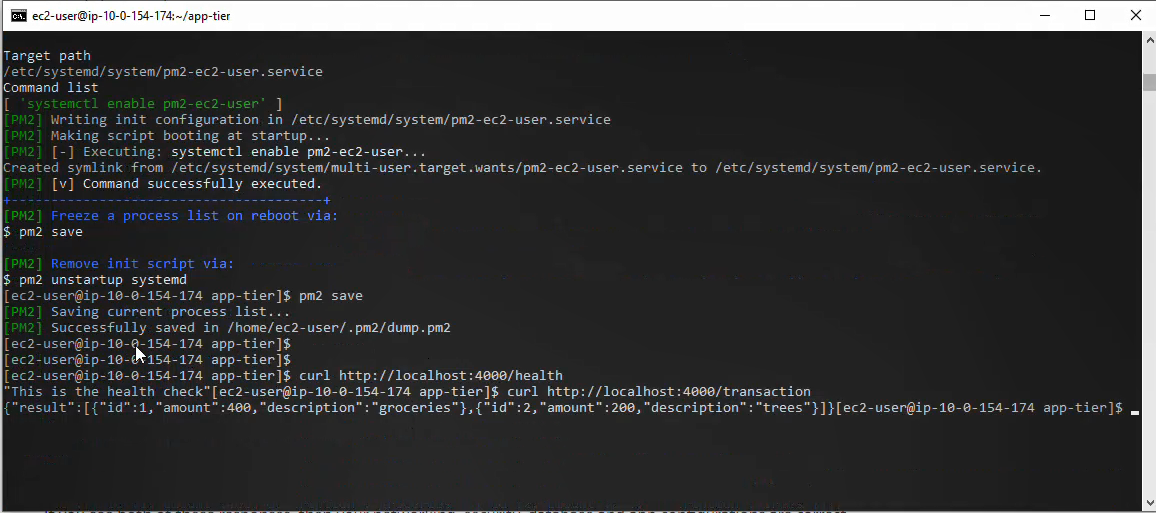 ec2-user@ip-10-0-154-174:~/app-tier
Target path
/etc/systemd/system/pm2-ec2-user.service
Command list
[ 'systemctl enable pm2-ec2-user' ]
[PM2] Writing init configuration in /etc/systemd/system/pm2-ec2-user.service
[PM2] Making script booting at startup...
[PM2] [-] Executing: systemctl enable pm2-ec2-user...
Created symlink from /etc/systemd/system/multi-user.target.wants/pm2-ec2-user.service to /etc/systemd/system/pm2-ec2-user.service.
[PM2] [v] Command successfully executed.
+---------------------------------------+
[PM2] Freeze a process list on reboot via:
$ pm2 save
[PM2] Remove init script via:
$ pm2 unstartup systemd
[ec2-user@ip-10-0-154-174 app-tier]$ pm2 save
[PM2] Saving current process list...
[PM2] Successfully saved in /home/ec2-user/.pm2/dump.pm2
[ec2-user@ip-10-0-154-174 app-tier]$
[ec2-user@ip-10-0-154-174 app-tier]$
[ec2-user@ip-10-0-154-174 app-tier]$ curl http://localhost:4000/health
"This is the health check"[ec2-user@ip-10-0-154-174 app-tier]$ curl http://localhost:4000/transaction
{"result":[{"id":1,"amount":400,"description":"groceries"},{"id":2,"amount":200,"description":"trees"}]}[ec2-user@ip-10-0-154-174 app-tier]$